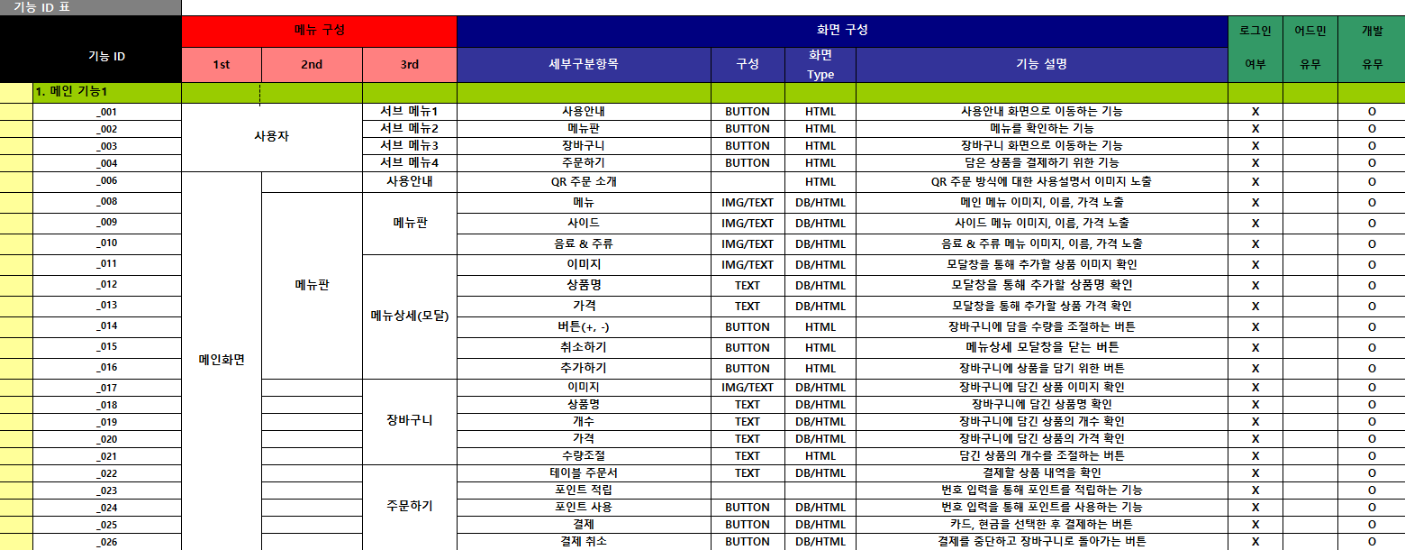 기능 ID 표
기능 ID 메뉴 구성 화면 구성 로그인 여부 어드민 유무 개발 유무
1st 2nd 3rd 세부구분항목 구성 화면 Type 기능 설명
1. 메인 기능1
_001 사용자 서브 메뉴1 사용안내 BUTTON HTML 사용안내 화면으로 이동하는 기능 X O
_002 서브 메뉴2 메뉴판 BUTTON HTML 메뉴를 확인하는 기능 X O
_003 서브 메뉴3 장바구니 BUTTON HTML 장바구니 화면으로 이동하는 기능 X O
_004 서브 메뉴4 주문하기 BUTTON HTML 담은 상품을 결제하기 위한 기능 X O
_006 메인화면 사용안내 QR 주문 소개 HTML QR 주문 방식에 대한 사용설명서 이미지 노출 X O
_008 메뉴판 메뉴판 메뉴 IMG/TEXT DB/HTML 메인 메뉴 이미지, 이름, 가격 노출 X O
_009 사이드 IMG/TEXT DB/HTML 사이드 메뉴 이미지, 이름, 가격 노출 X O
_010 음료 & 주류 IMG/TEXT DB/HTML 음료 & 주류 메뉴 이미지, 이름, 가격 노출 X O
_011 메뉴상세(모달) 이미지 IMG/TEXT DB/HTML 모달창을 통해 추가할 상품 이미지 확인 X O
_012 상품명 TEXT DB/HTML 모달창을 통해 추가할 상품명 확인 X O
_013 가격 TEXT DB/HTML 모달창을 통해 추가할 상품 가격 확인 X O
_014 버튼(+, -) BUTTON HTML 장바구니에 담을 수량을 조절하는 버튼 X O
_015 취소하기 BUTTON HTML 메뉴상세 모달창을 닫는 버튼 X O
_016 추가하기 BUTTON HTML 장바구니에 상품을 담기 위한 버튼 X O
_017 장바구니 이미지 IMG/TEXT DB/HTML 장바구니에 담긴 상품 이미지 확인 X O
_018 상품명 TEXT DB/HTML 장바구니에 담긴 상품명 확인 X O
_019 개수 TEXT DB/HTML 장바구니에 담긴 상품의 개수 확인 X O
_020 가격 TEXT DB/HTML 장바구니에 담긴 상품의 가격 확인 X O
_021 수량조절 TEXT HTML 담긴 상품의 개수를 조절하는 버튼 X O
_022 주문하기 테이블 주문서 TEXT DB/HTML 결제할 상품 내역을 확인 X O
_023 포인트 적립 번호 입력을 통해 포인트를 적립하는 기능 X O
_024 포인트 사용 BUTTON DB/HTML 번호 입력을 통해 포인트를 사용하는 기능 X O
_025 결제 BUTTON DB/HTML 카드, 현금을 선택한 후 결제하는 버튼 X O
_026 결제 취소 BUTTON DB/HTML 결제를 중단하고 장바구니로 돌아가는 버튼 X O